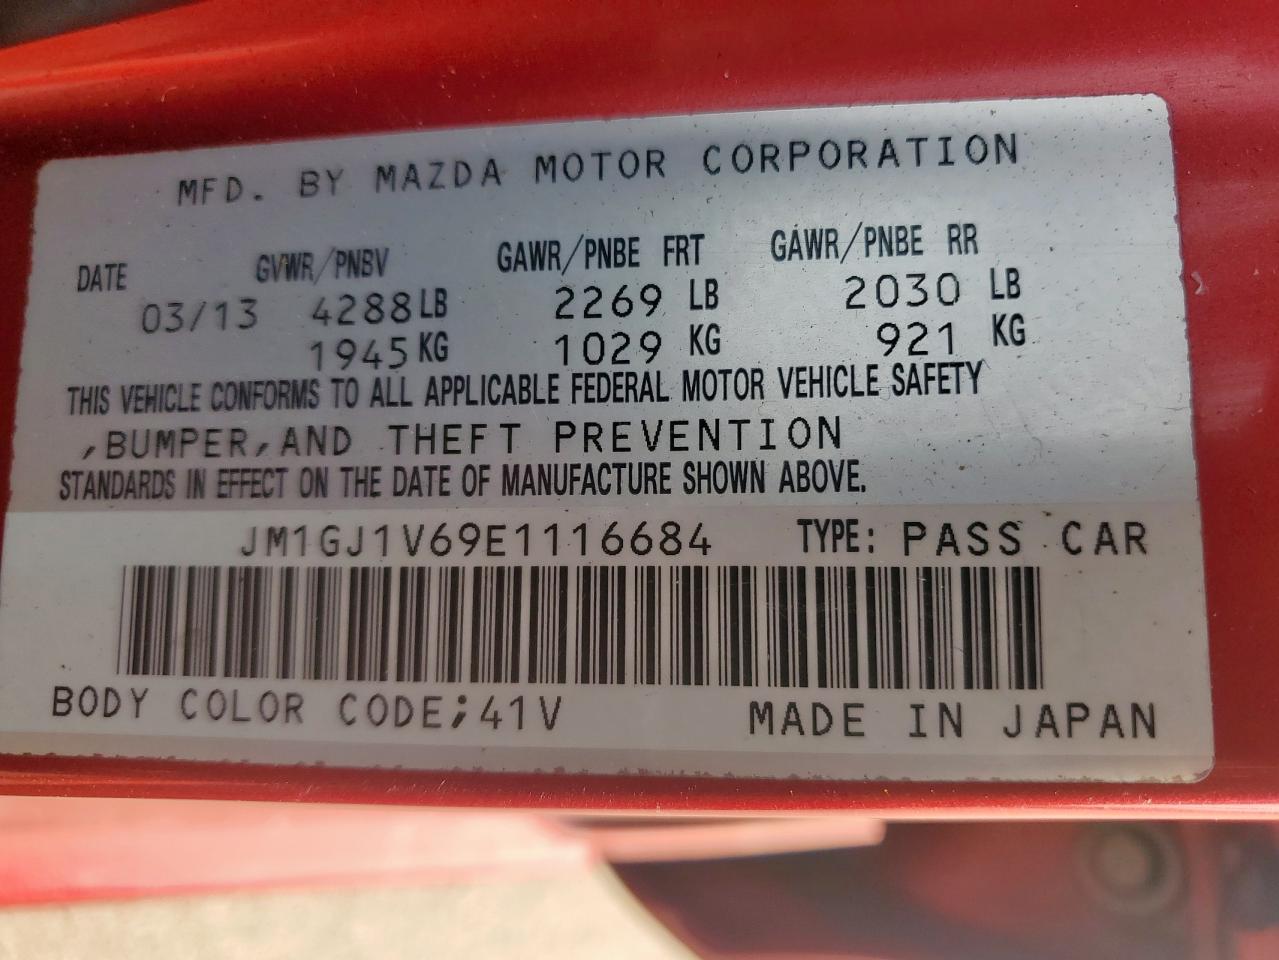 MFD. BY MAZDA MOTOR CORPORATION
DATE GVWR/PNBV GAWR/PNBE FRT GAWR/PNBE RR
03/13 4288 LB 2269 LB 2030 LB
1945 KG 1029 KG 921 KG
THIS VEHICLE CONFORMS TO ALL APPLICABLE FEDERAL MOTOR VEHICLE SAFETY
,BUMPER,AND THEFT PREVENTION
STANDARDS IN EFFECT ON THE DATE OF MANUFACTURE SHOWN ABOVE.
JM1GJ1V69E1116684 TYPE: PASS CAR
BODY COLOR CODE;41V MADE IN JAPAN